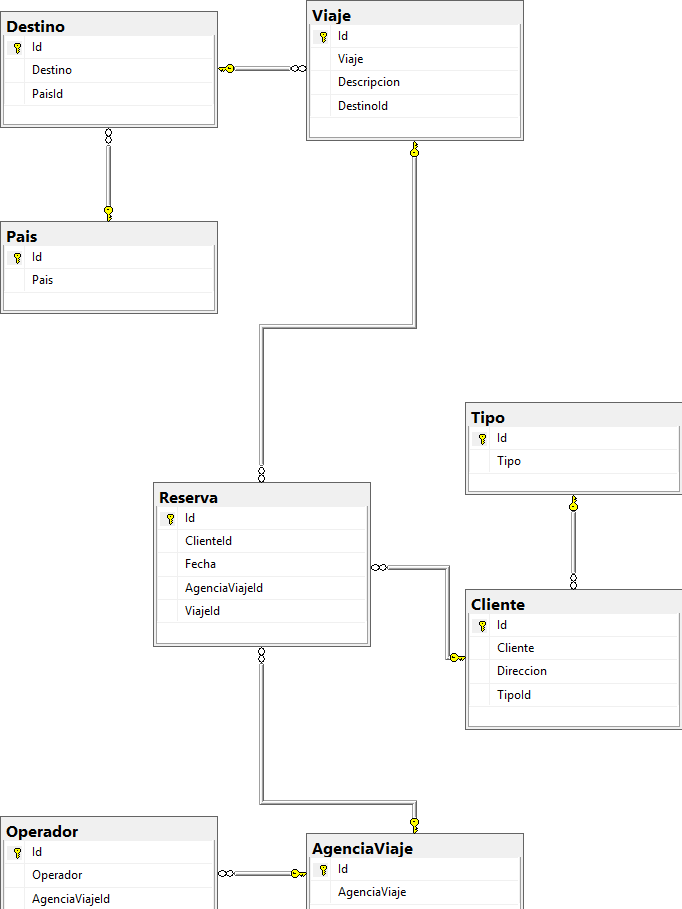 Destino
Id
Destino
PaisId
Viaje
Id
Viaje
Descripcion
DestinoId
Pais
Id
Pais
Tipo
Id
Tipo
Reserva
Id
ClienteId
Fecha
AgenciaViajeId
ViajeId
Cliente
Id
Cliente
Direccion
TipoId
Operador
Id
Operador
AgenciaViajeId
AgenciaViaje
Id
AgenciaViaje